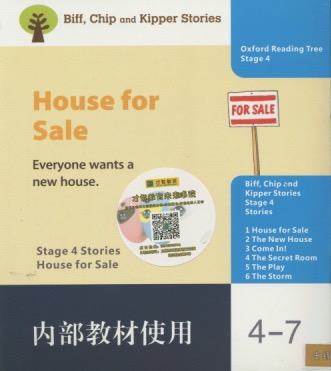 Biff, Chip and Kipper Stories
Oxford Reading Tree
Stage 4
House for
Sale
FOR SALE
Everyone wants a
new house.
Biff, Chip and
Kipper Stories
Stage 4
Stories
1 House for Sale
2 The New House
3 Come In!
4 The Secret Room
5 The Play
6 The Storm
Stage 4 Stories
House for Sale
内部教材使用
4–7